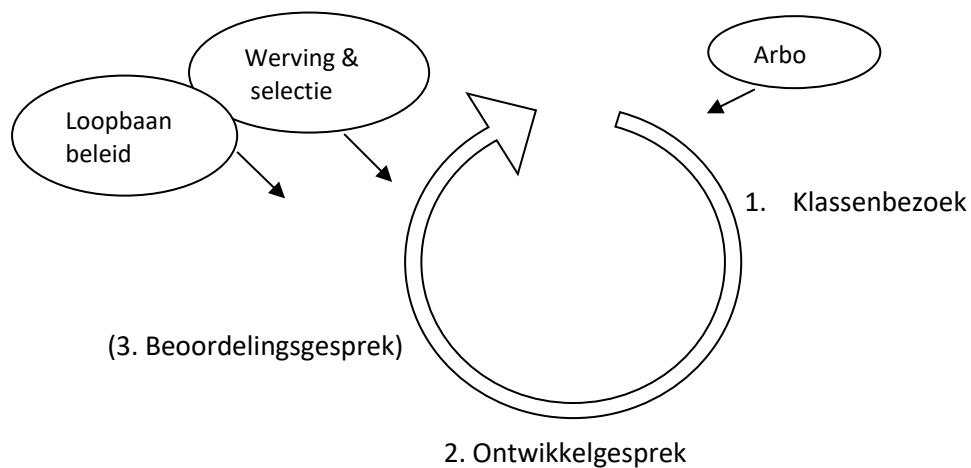 Werving &
selectie
Arbo
Loopbaan
beleid
1. Klassenbezoek
(3. Beoordelingsgesprek)
2. Ontwikkelgesprek